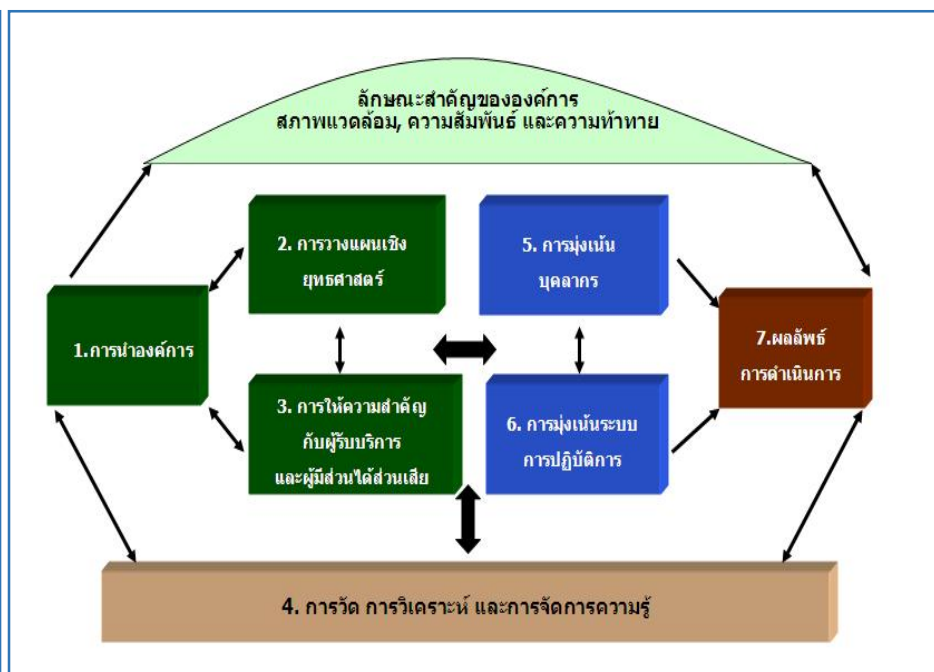 ลักษณะสำคัญขององค์การ
สภาพแวดล้อม, ความสัมพันธ์ และความท้าทาย
2. การวางแผนเชิง
ยุทธศาสตร์
5. การมุ่งเน้น
บุคลากร
1.การนำองค์การ
7.ผลลัพธ์
การดำเนินการ
3. การให้ความสำคัญ
กับผู้รับบริการ
และผู้มีส่วนได้ส่วนเสีย
6. การมุ่งเน้นระบบ
การปฏิบัติการ
4. การวัด การวิเคราะห์ และการจัดการความรู้